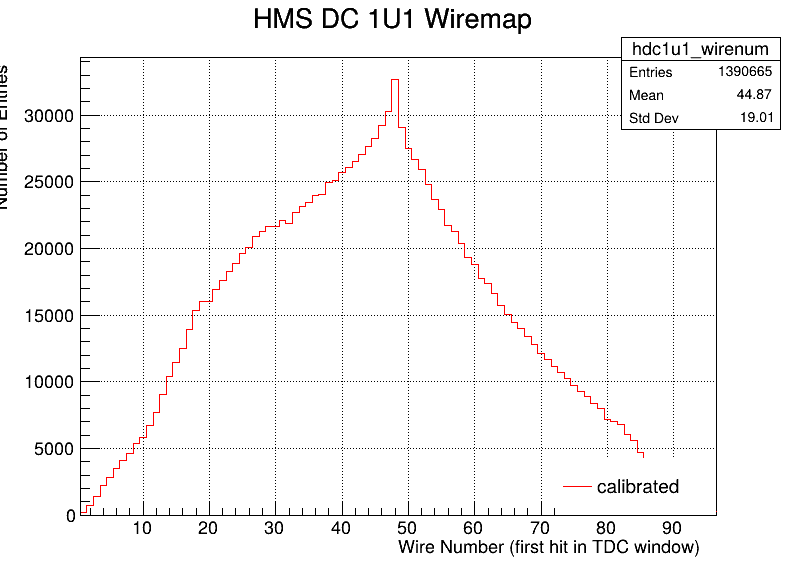 HMS DC 1U1 Wiremap
hdc1u1_wirenum
Entries 1390665
Mean 44.87
Std Dev 19.01
Number of Entries
30000
25000
20000
15000
10000
5000
0
calibrated
10 20 30 40 50 60 70 80 90
Wire Number (first hit in TDC window)